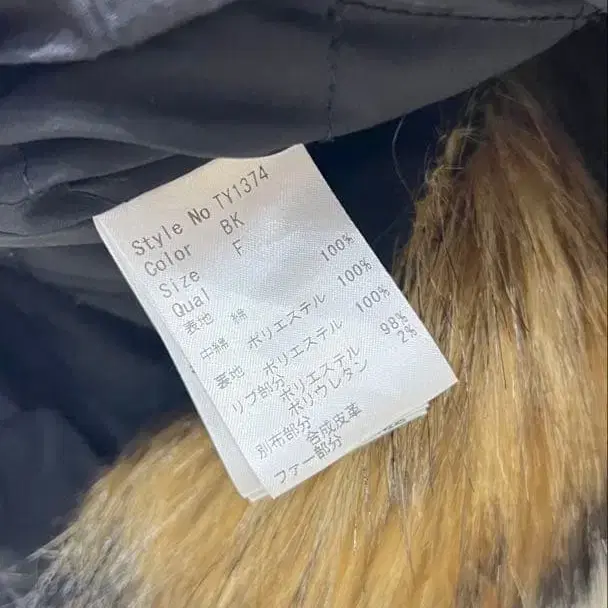 Style No TY1374
Color BK
Size F
Qual
表地 綿 100%
中綿 ポリエステル 100%
裏地 ポリエステル 100%
リブ部分 ポリエステル 98%
ポリウレタン 2%
別布部分 合成皮革
ファー部分